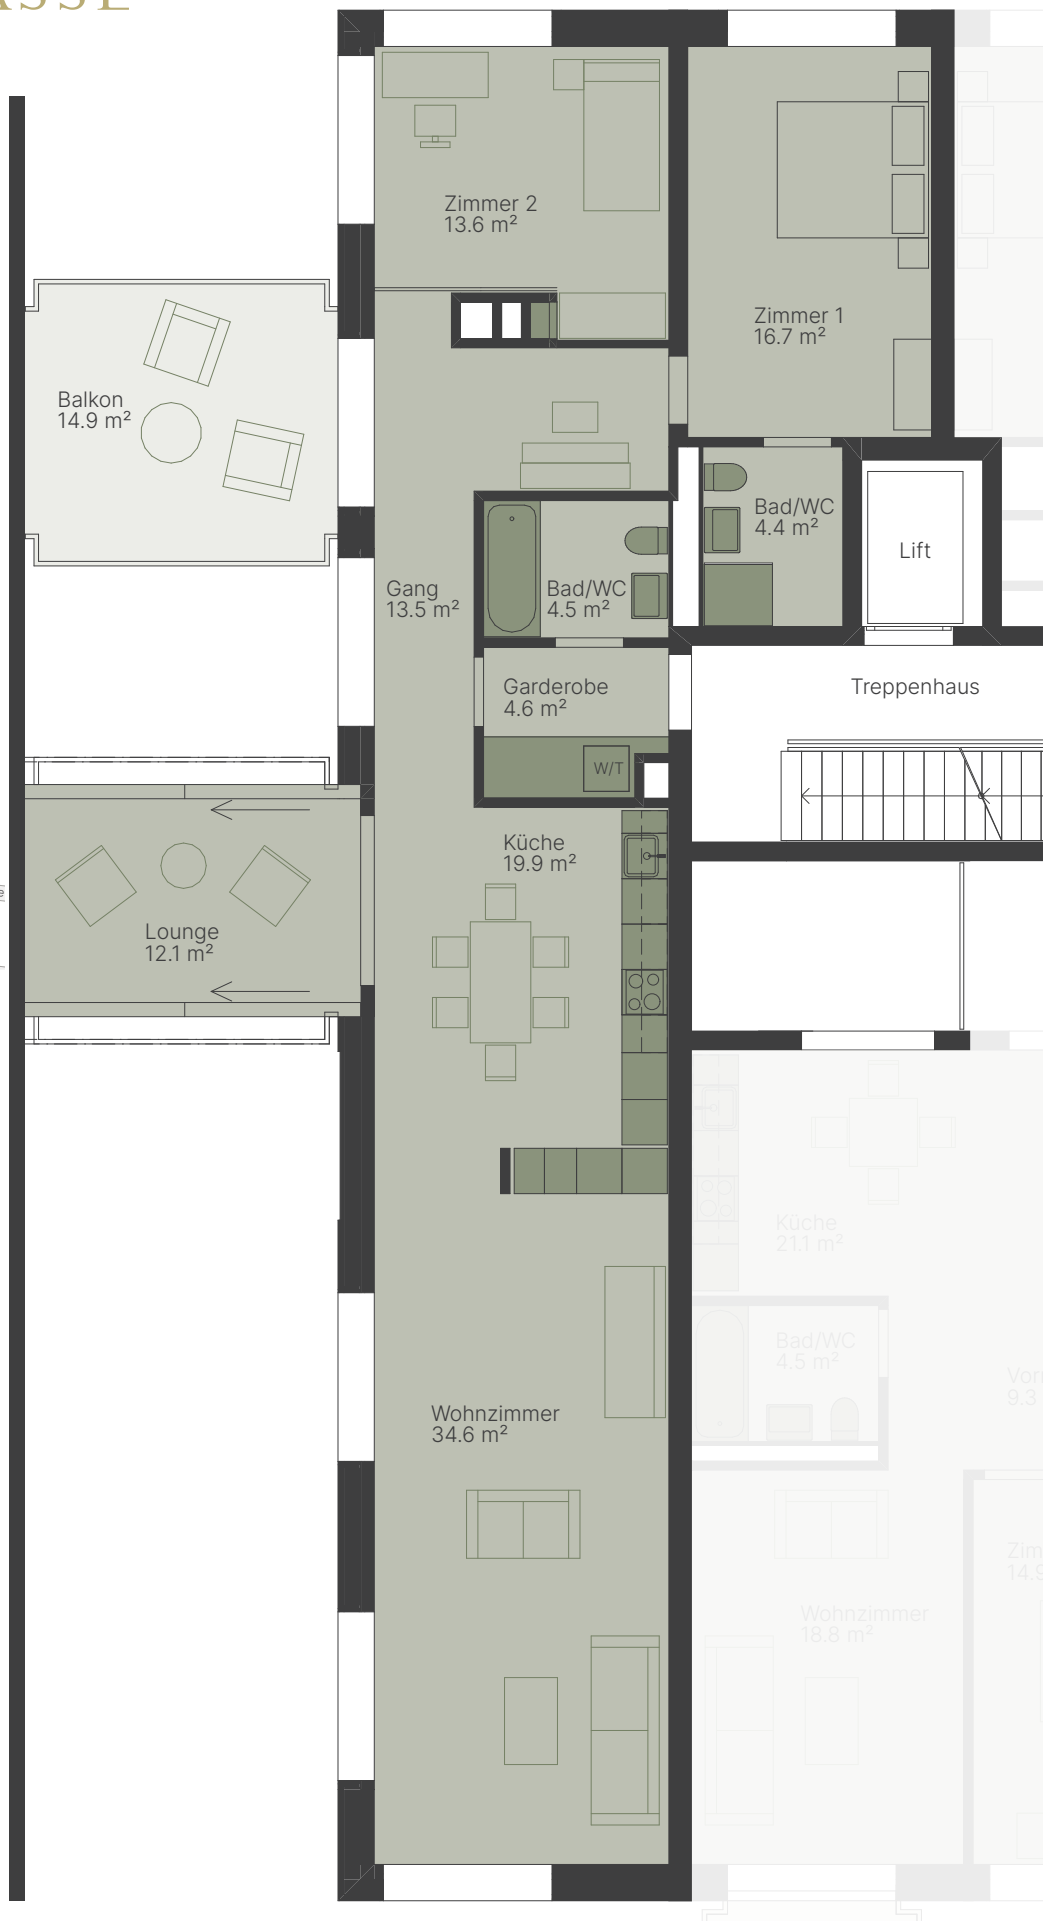 Zimmer 2
13.6 m²
Zimmer 1
16.7 m²
Balkon
14.9 m²
Bad/WC
4.4 m²
Lift
Gang
13.5 m²
Bad/WC
4.5 m²
Garderobe
4.6 m²
Treppenhaus
W/T
Küche
19.9 m²
Lounge
12.1 m²
Küche
21.1 m²
Bad/WC
4.5 m²
9.3
Wohnzimmer
34.6 m²
Wohnzimmer
18.8 m²